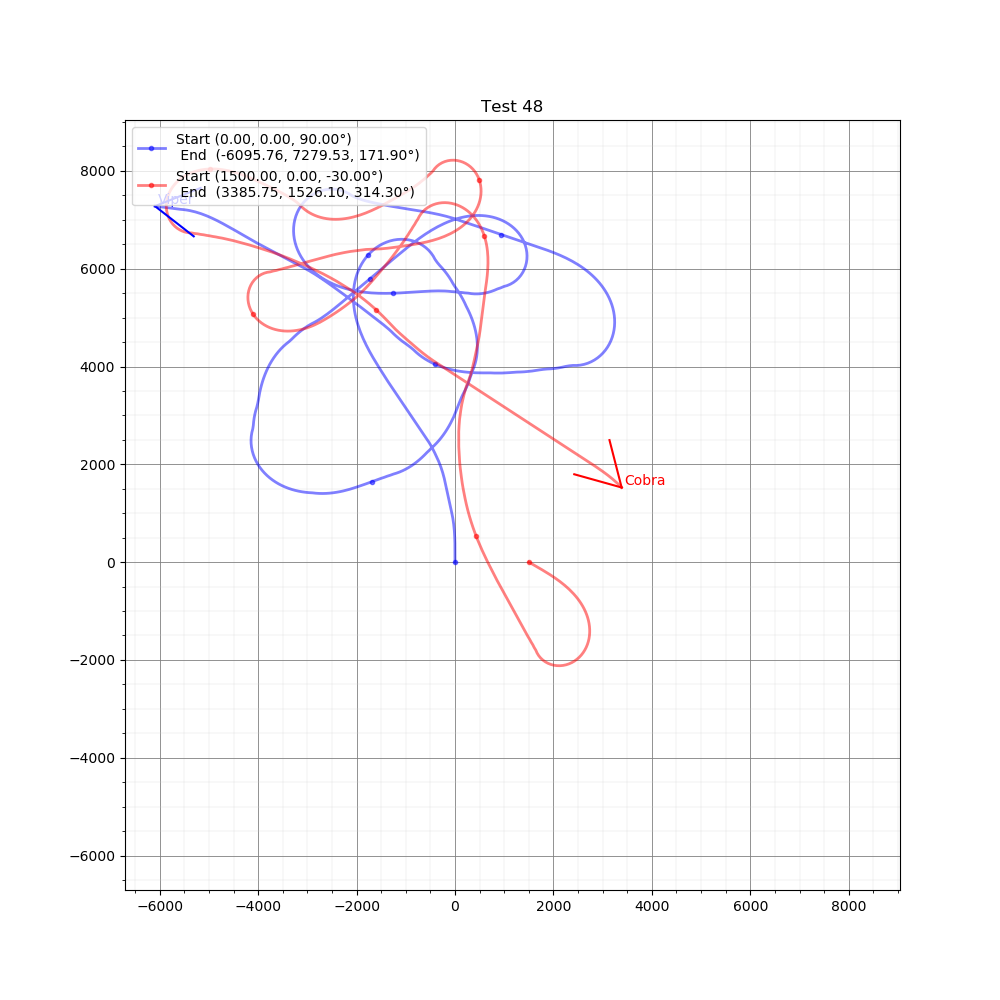 Test 48
Start (0.00, 0.00, 90.00°)
End (-6095.76, 7279.53, 171.90°)
Start (1500.00, 0.00, -30.00°)
End (3385.75, 1526.10, 314.30°)
Viper
Cobra
8000
6000
4000
2000
0
−2000
−4000
−6000
−6000 −4000 −2000 0 2000 4000 6000 8000